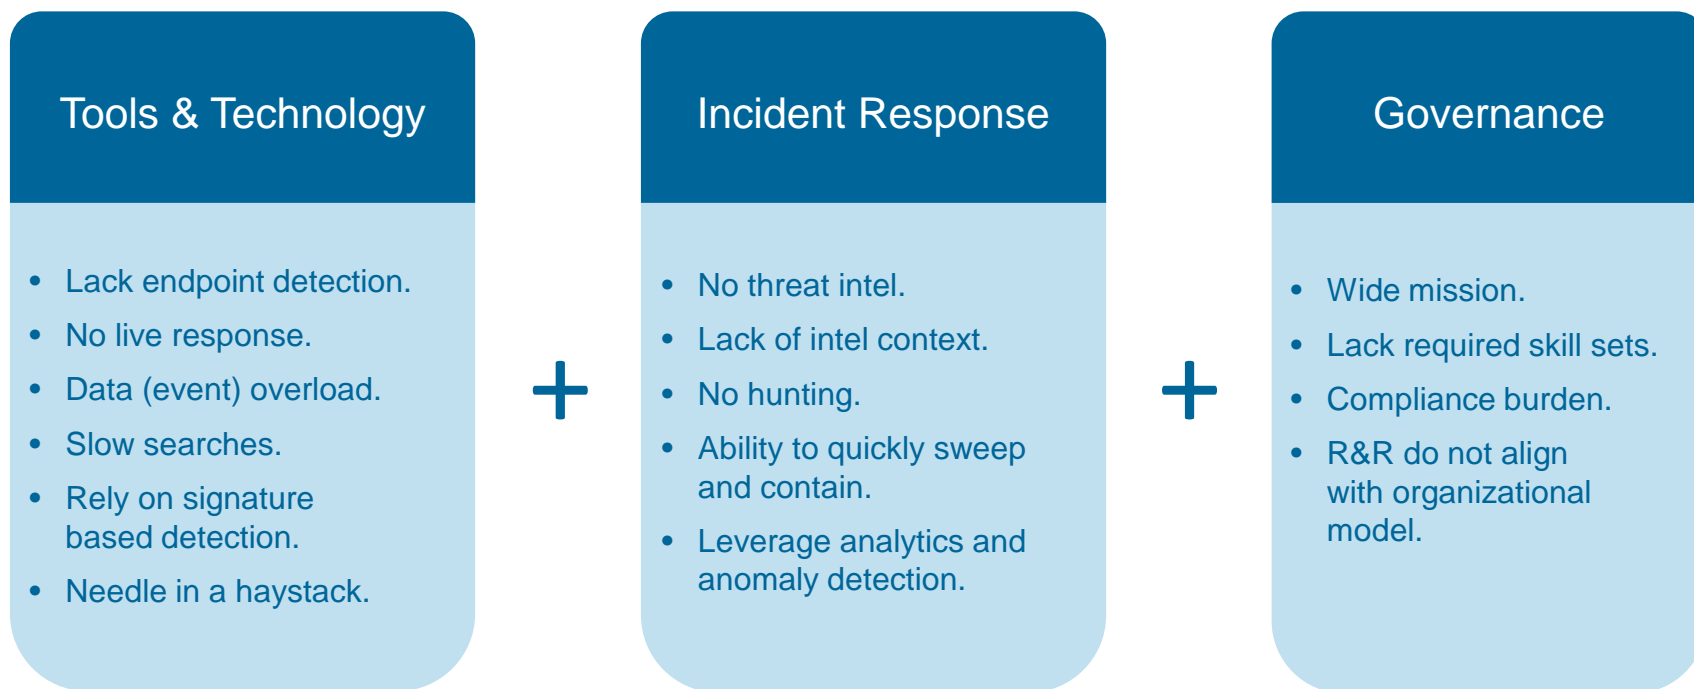 Tools & Technology
• Lack endpoint detection.
• No live response.
• Data (event) overload.
• Slow searches.
• Rely on signature
based detection.
• Needle in a haystack.
+
Incident Response
• No threat intel.
• Lack of intel context.
• No hunting.
• Ability to quickly sweep
and contain.
• Leverage analytics and
anomaly detection.
+
Governance
• Wide mission.
• Lack required skill sets.
• Compliance burden.
• R&R do not align
with organizational
model.